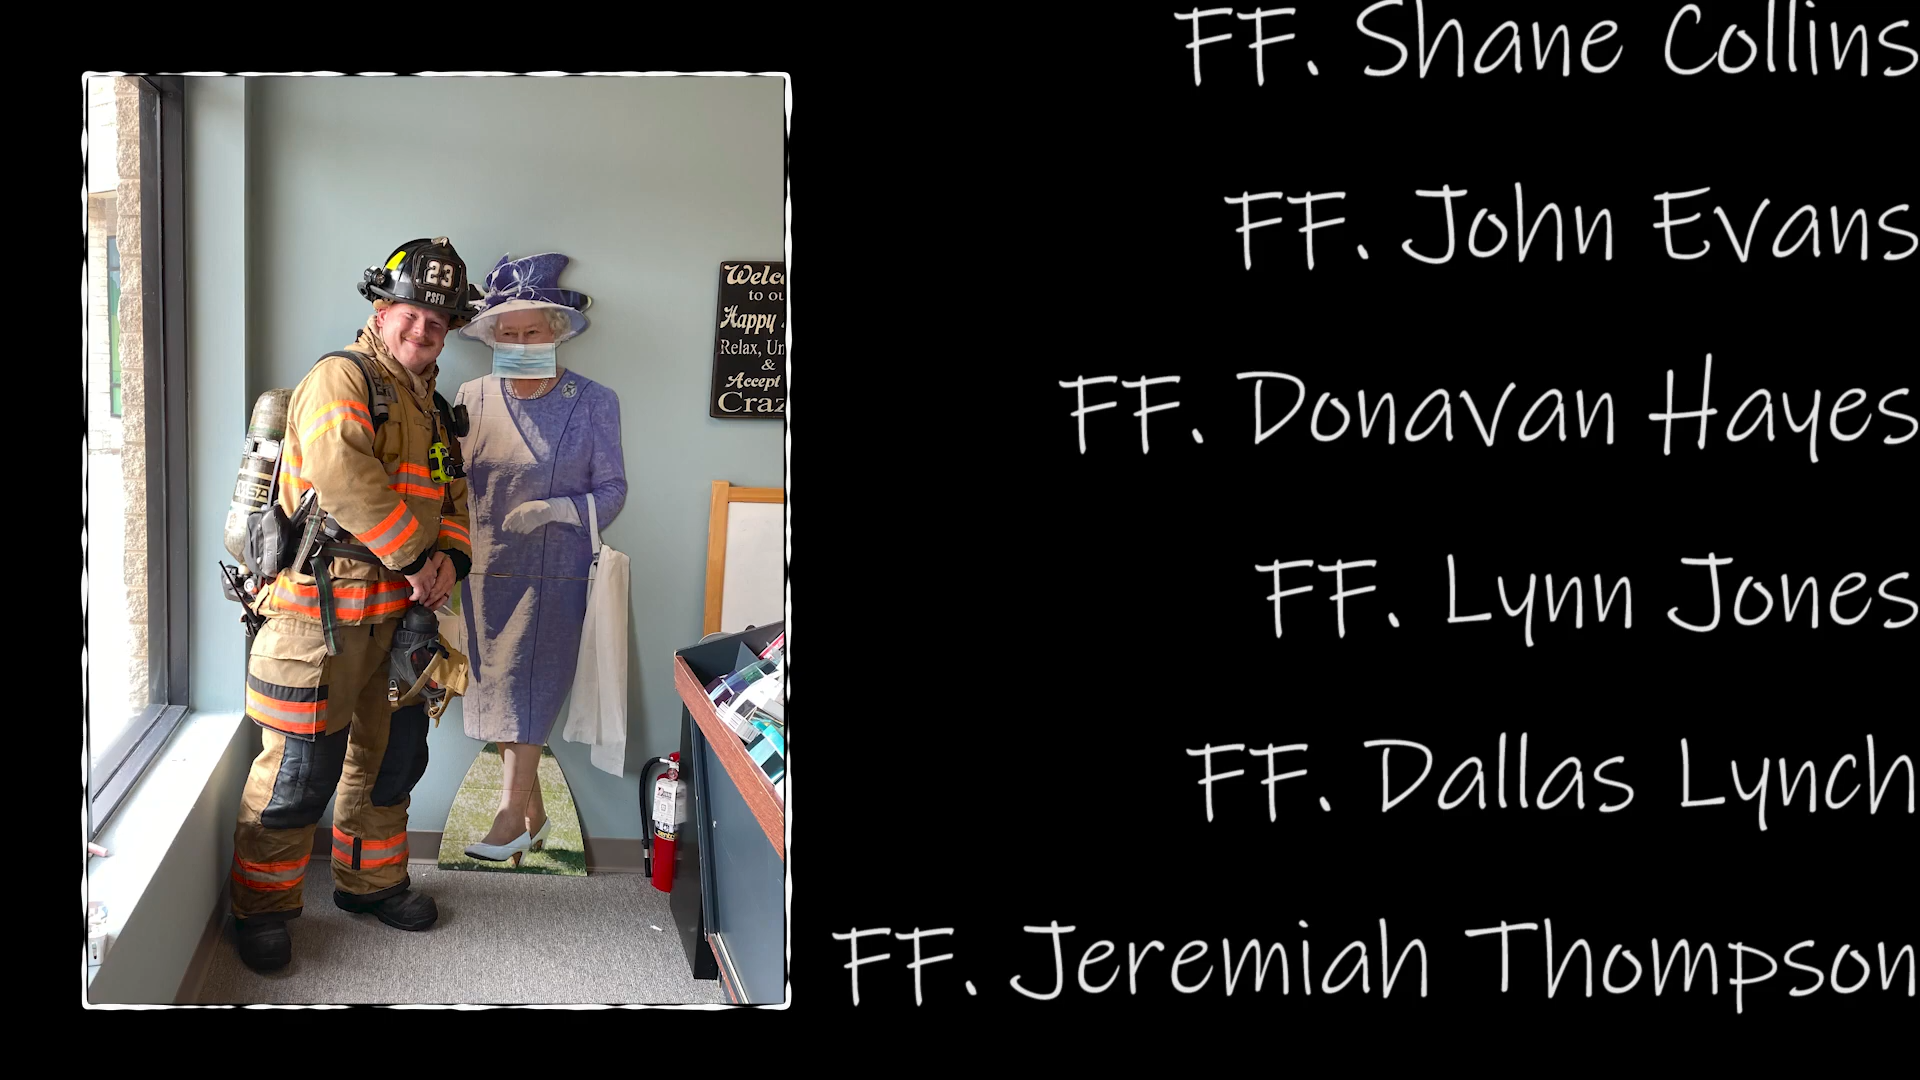 FF. Shane Collins
FF. John Evans
FF. Donavan Hayes
FF. Lynn Jones
FF. Dallas Lynch
FF. Jeremiah Thompson
23
PSFD
Welc
to ou
Happy
Relax, Un
&
Accept
Craz
MSA